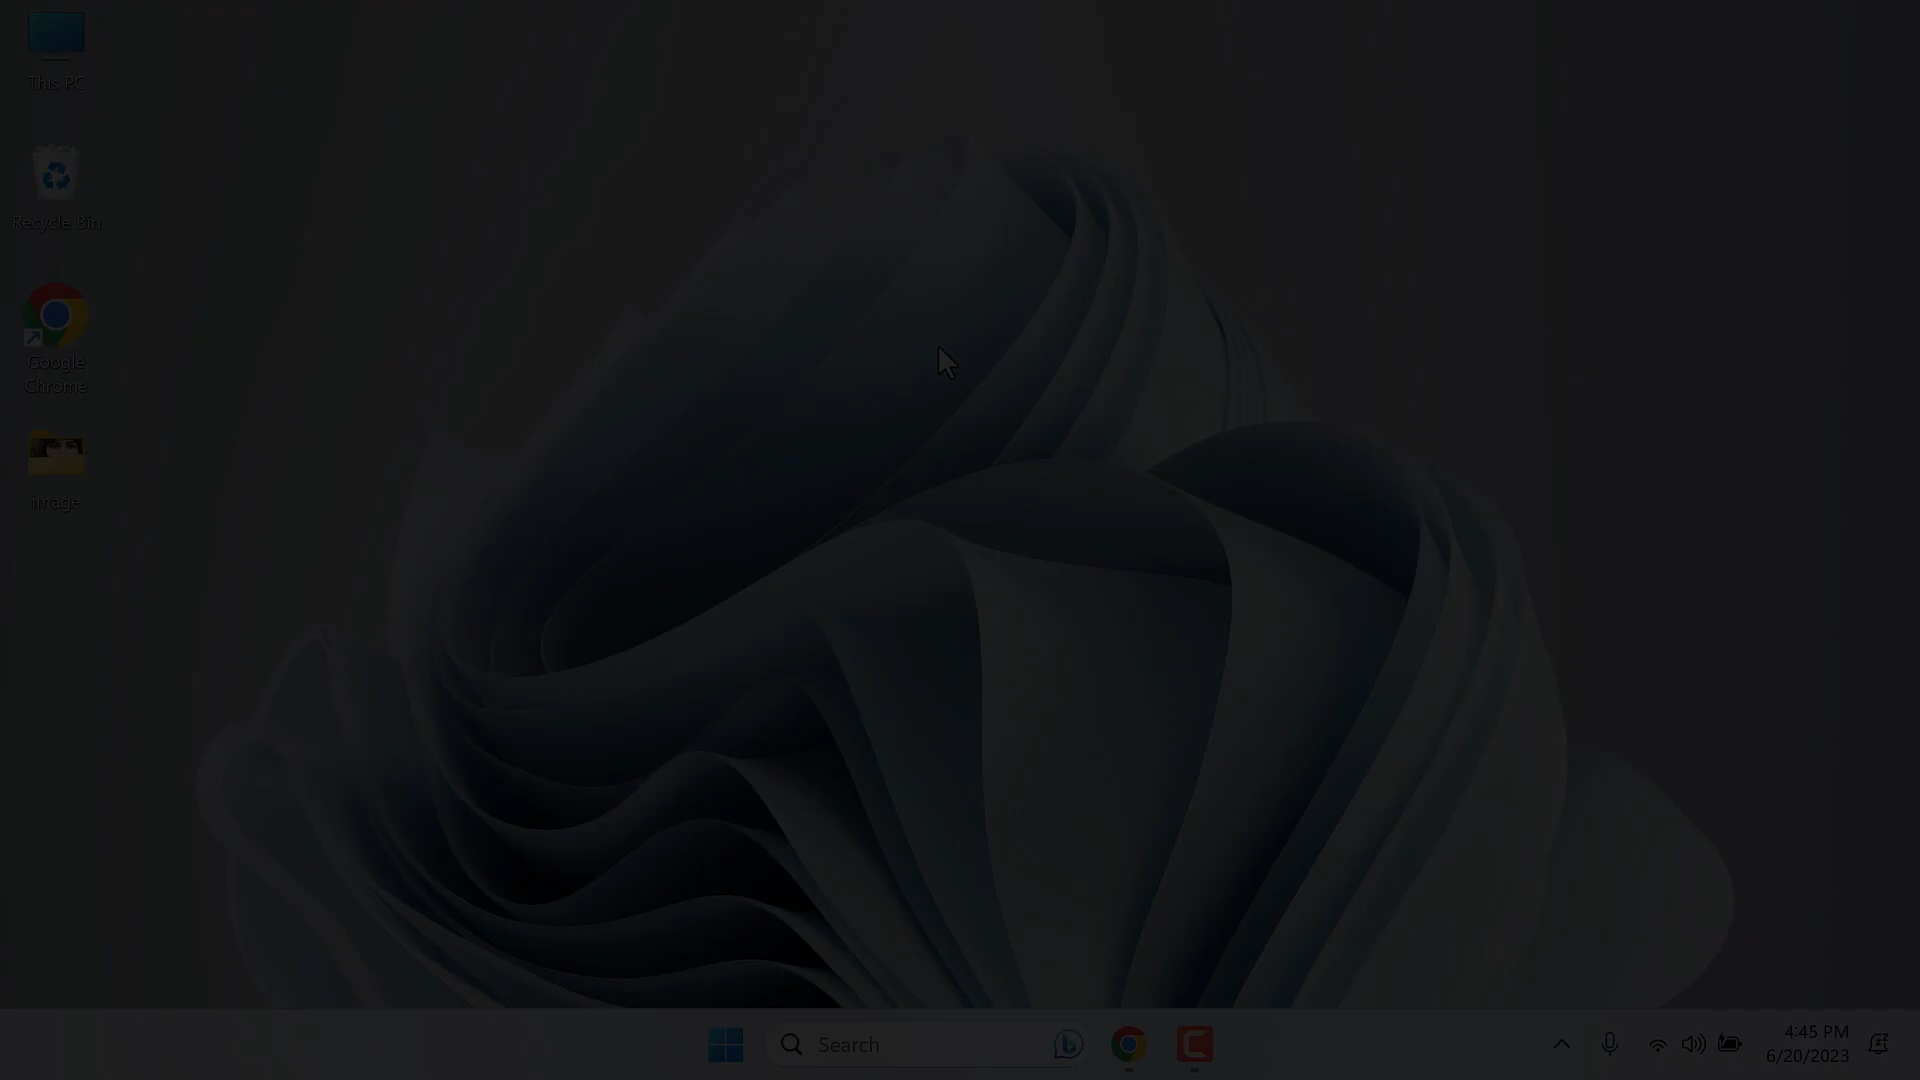 This PC
Recycle Bin
Google
Chrome
image
Search
4:45 PM
6/20/2023